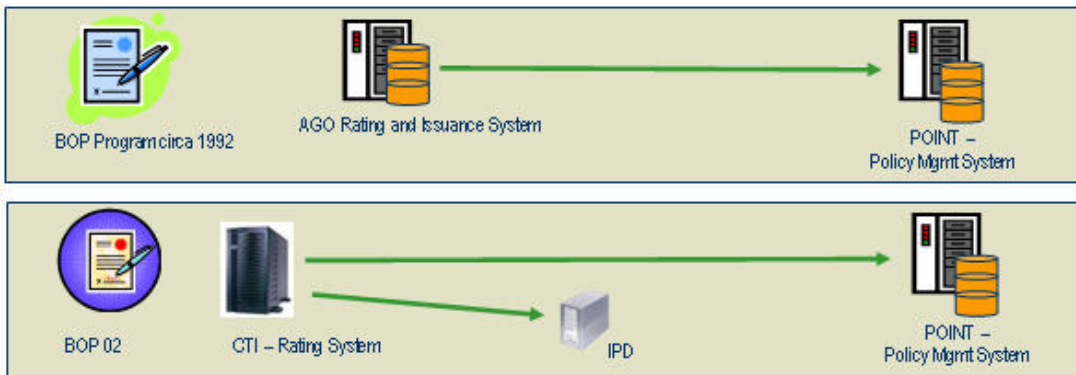 BOP Program circa 1992
AGO Rating and Issuance System
POINT –
Policy Mgmt System
BOP 02
CTI – Rating System
IPD
POINT –
Policy Mgmt System